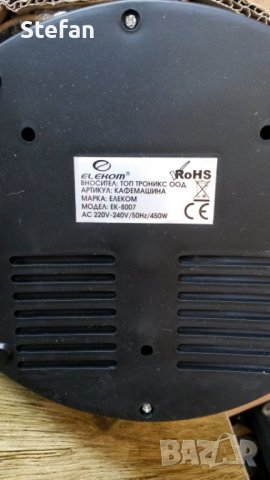 Stefan
ELEKOM®
RoHS
ВНОСИТЕЛ: ТОП ТРОНИКС ООД
АРТИКУЛ: КАФЕМАШИНА
МАРКА: ЕЛЕКОМ
МОДЕЛ: EK-8007
AC 220V-240V/50Hz/450W
CE
BAZAR